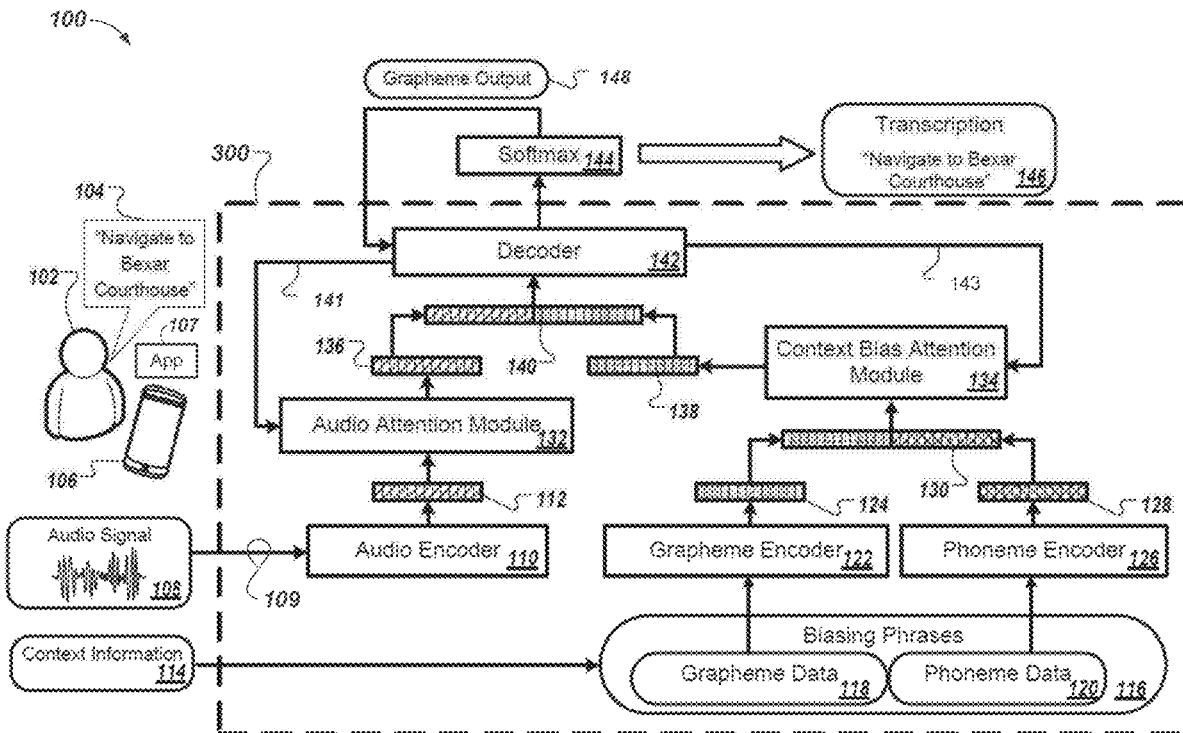 100
Grapheme Output
148
300
Softmax
144
Transcription
"Navigate to Bexar
Courthouse"
146
104
"Navigate to
Bexar
Courthouse"
102
107
App
106
Decoder
142
141
143
136
140
138
Context Bias Attention
Module
134
Audio Attention Module
132
130
112
124
128
Audio Signal
108
109
Audio Encoder
110
Grapheme Encoder
122
Phoneme Encoder
126
Context Information
114
Biasing Phrases
Grapheme Data
118
Phoneme Data
120
116